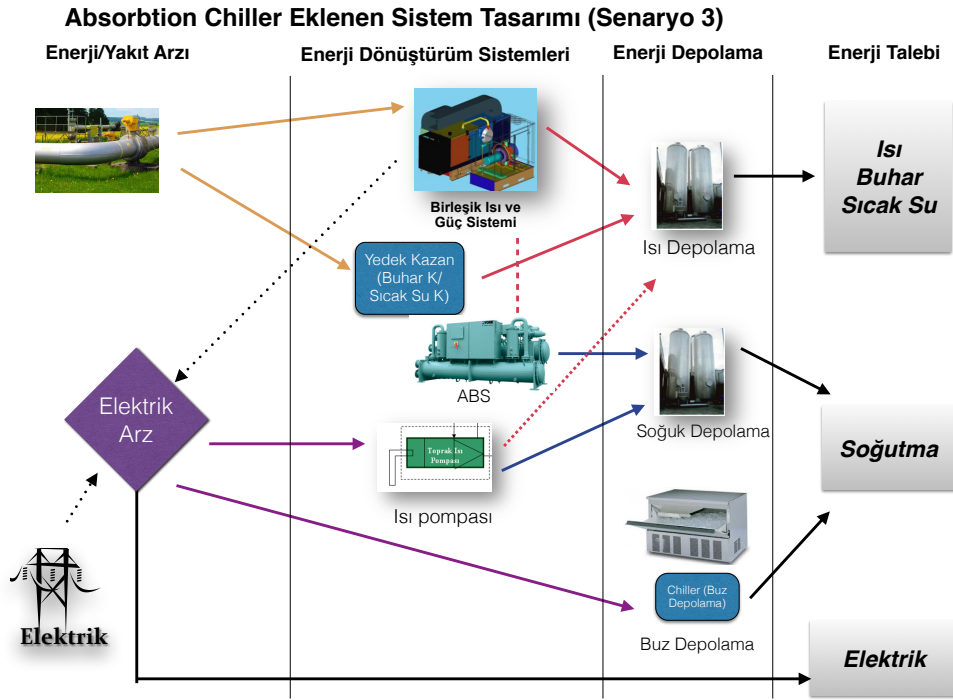 Absorbtion Chiller Eklenen Sistem Tasarımı (Senaryo 3)
Enerji/Yakıt Arzı
Enerji Dönüştürüm Sistemleri
Enerji Depolama
Enerji Talebi
Birleşik Isı ve
Güç Sistemi
Isı
Buhar
Sıcak Su
Isı Depolama
Yedek Kazan
(Buhar K/
Sıcak Su K)
ABS
Elektrik
Arz
Soğuk Depolama
Toprak Isı
Pompası
Isı pompası
Soğutma
Chiller (Buz
Depolama)
Buz Depolama
Elektrik
Elektrik